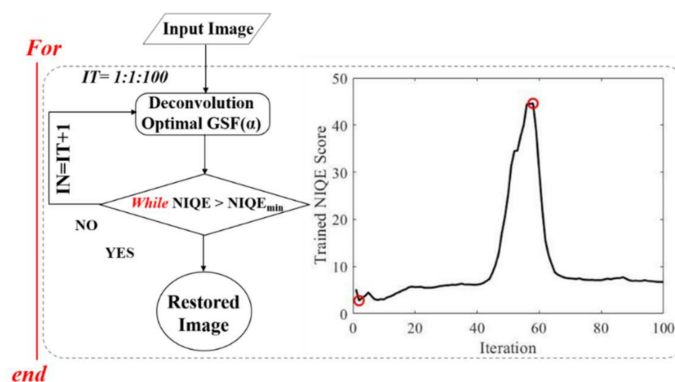 Input Image
For
IT= 1:1:100
Deconvolution
Optimal GSF(α)
IN=IT+1
While NIQE > NIQEmin
NO
YES
Restored
Image
end
Trained NIQE Score
50
40
30
20
10
0
0
20
40
60
80
100
Iteration